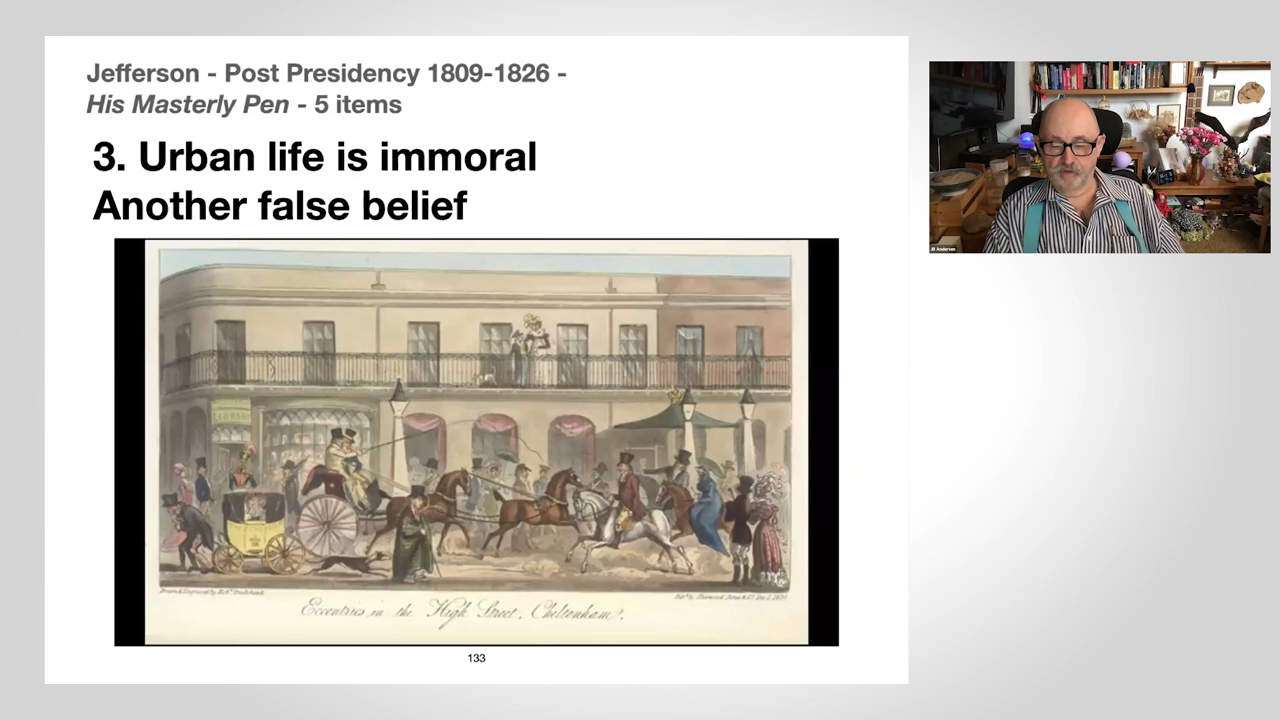 Jefferson - Post Presidency 1809-1826 -
His Masterly Pen - 5 items
3. Urban life is immoral
Another false belief
Eccentrics in the High Street, Cheltenham.
133